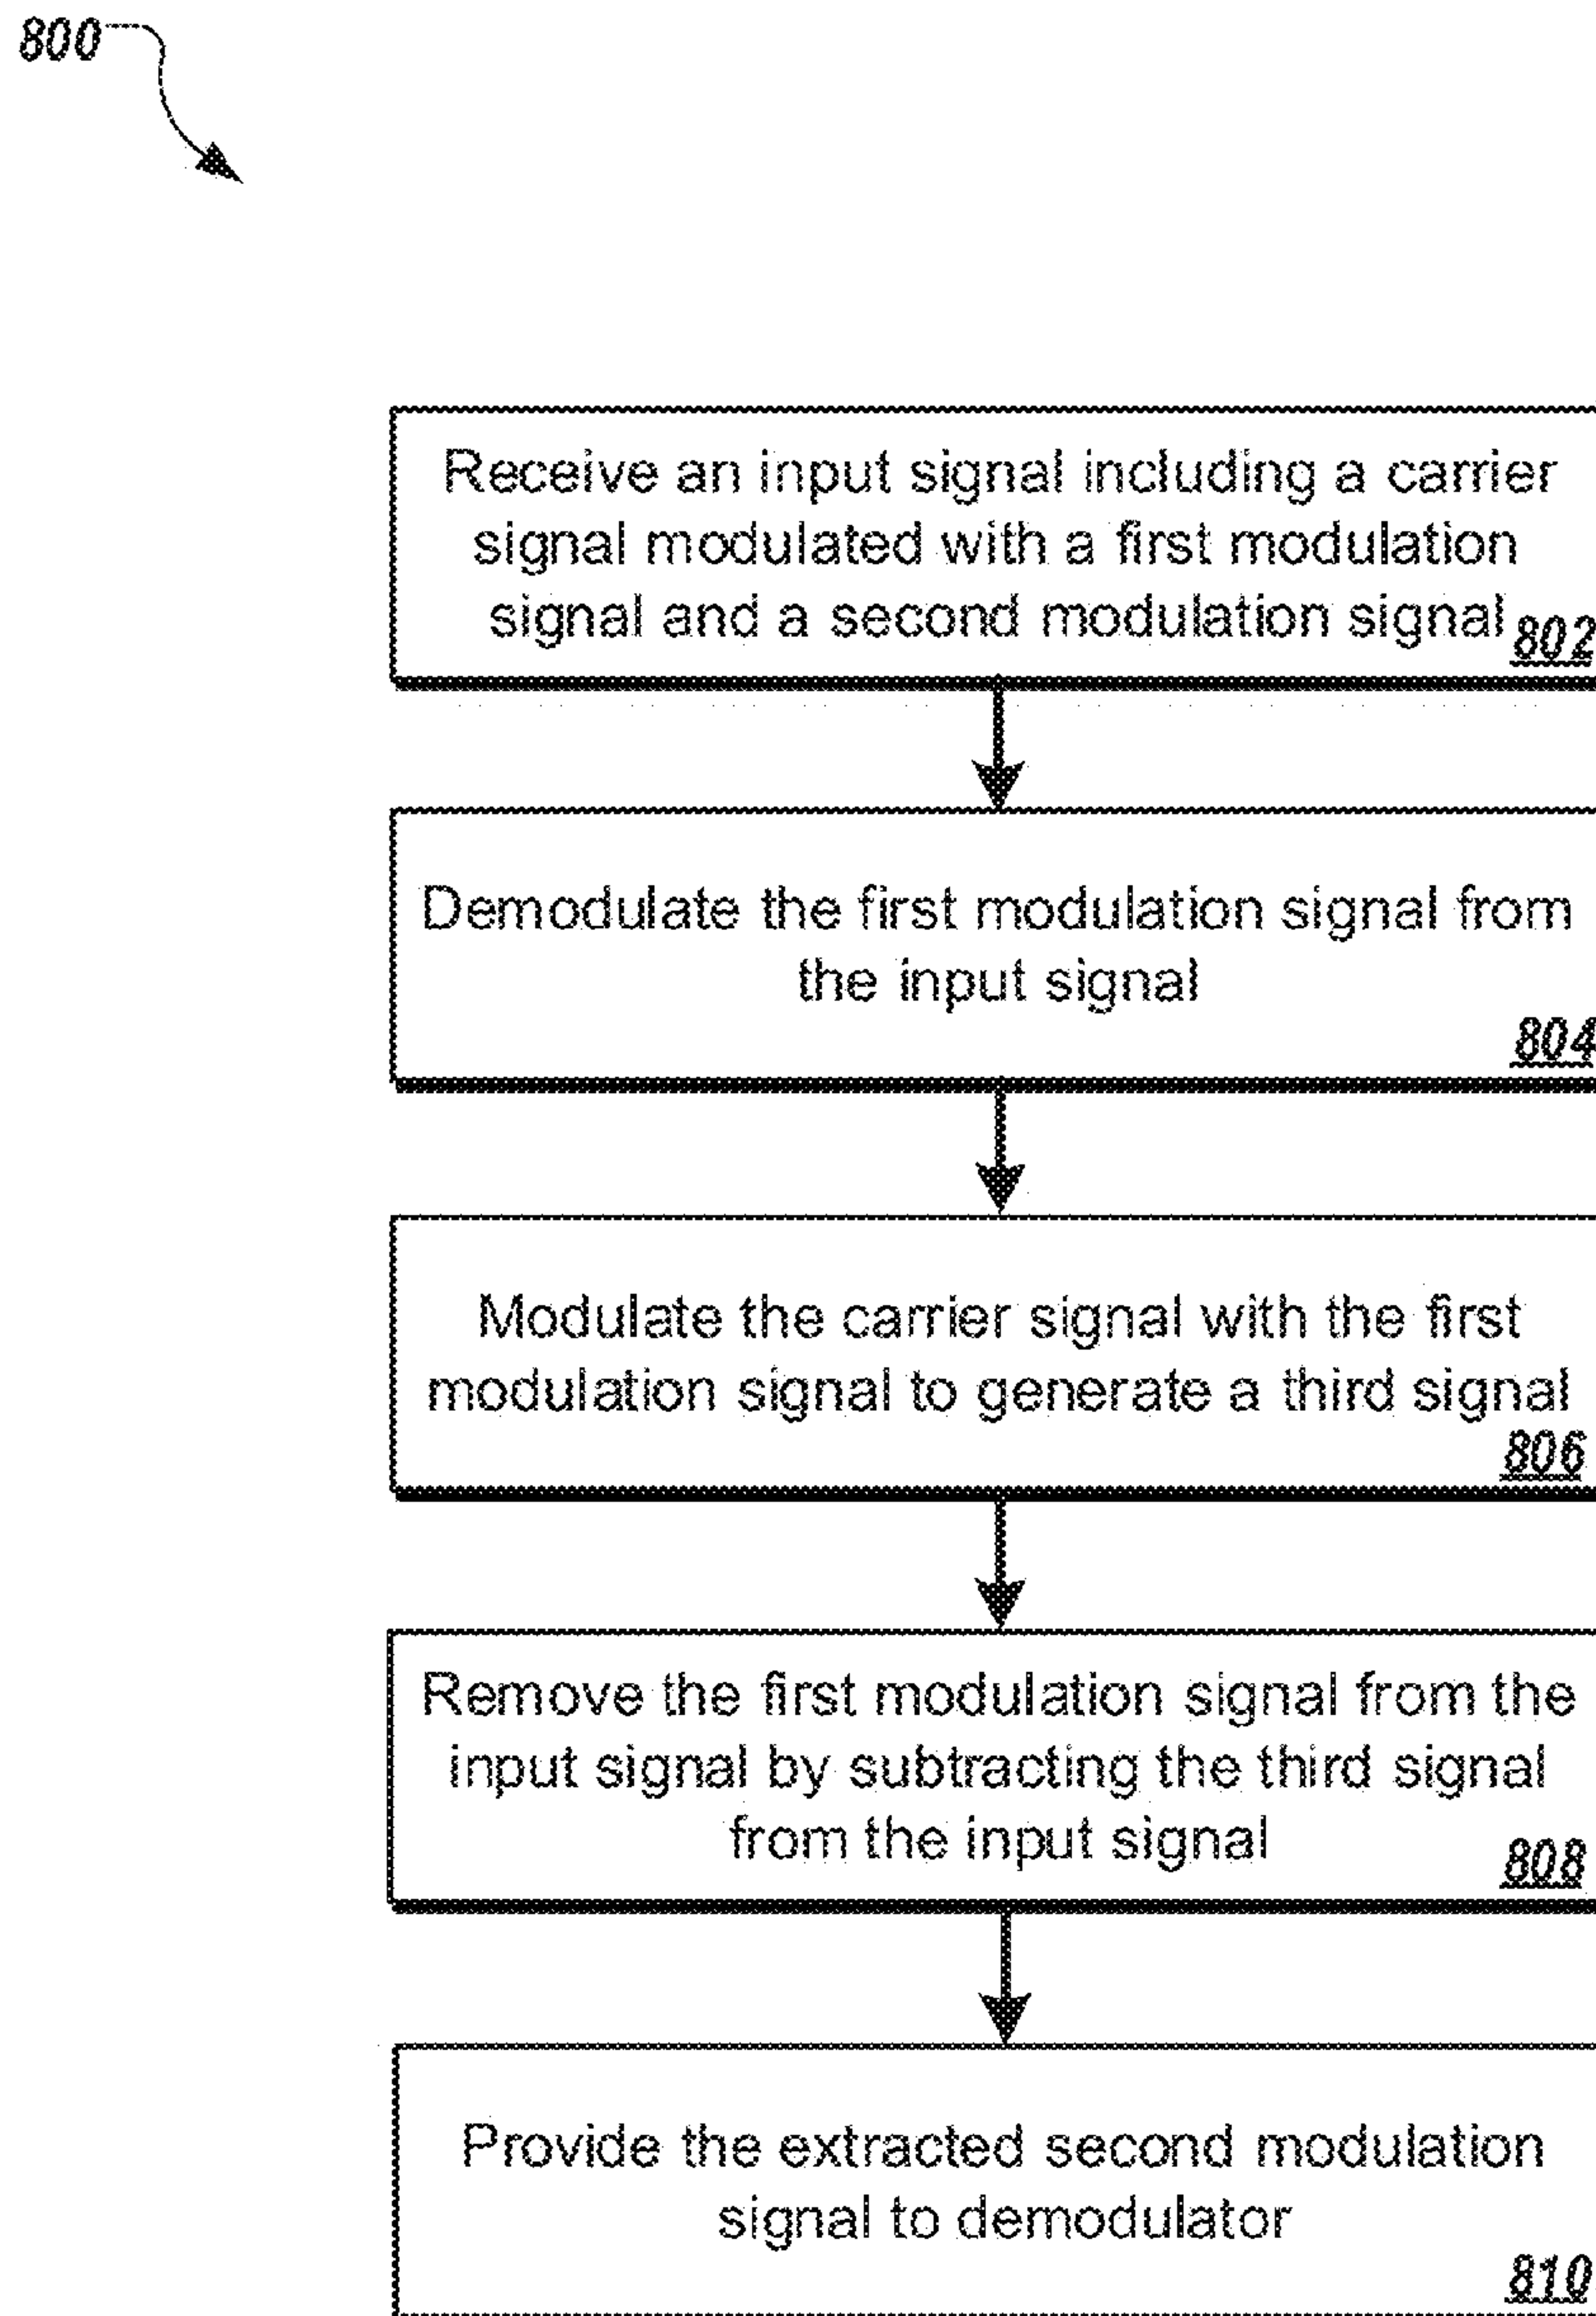 800
Receive an input signal including a carrier
signal modulated with a first modulation
signal and a second modulation signal
802
Demodulate the first modulation signal from
the input signal
804
Modulate the carrier signal with the first
modulation signal to generate a third signal
806
Remove the first modulation signal from the
input signal by subtracting the third signal
from the input signal
808
Provide the extracted second modulation
signal to demodulator
810